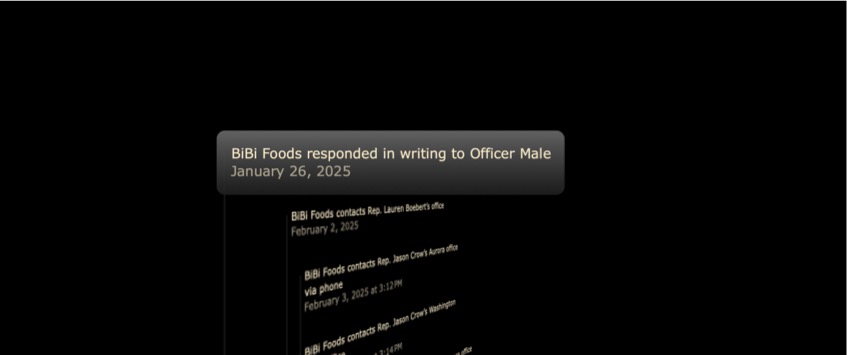 BiBi Foods responded in writing to Officer Male
January 26, 2025
BiBi Foods contacts Rep. Lauren Boebert's office
February 2, 2025
BiBi Foods contacts Rep. Jason Crow's Aurora office
via phone
February 3, 2025 at 3:12PM
BiBi Foods contacts Rep. Jason Crow's Washington
3:14PM
office